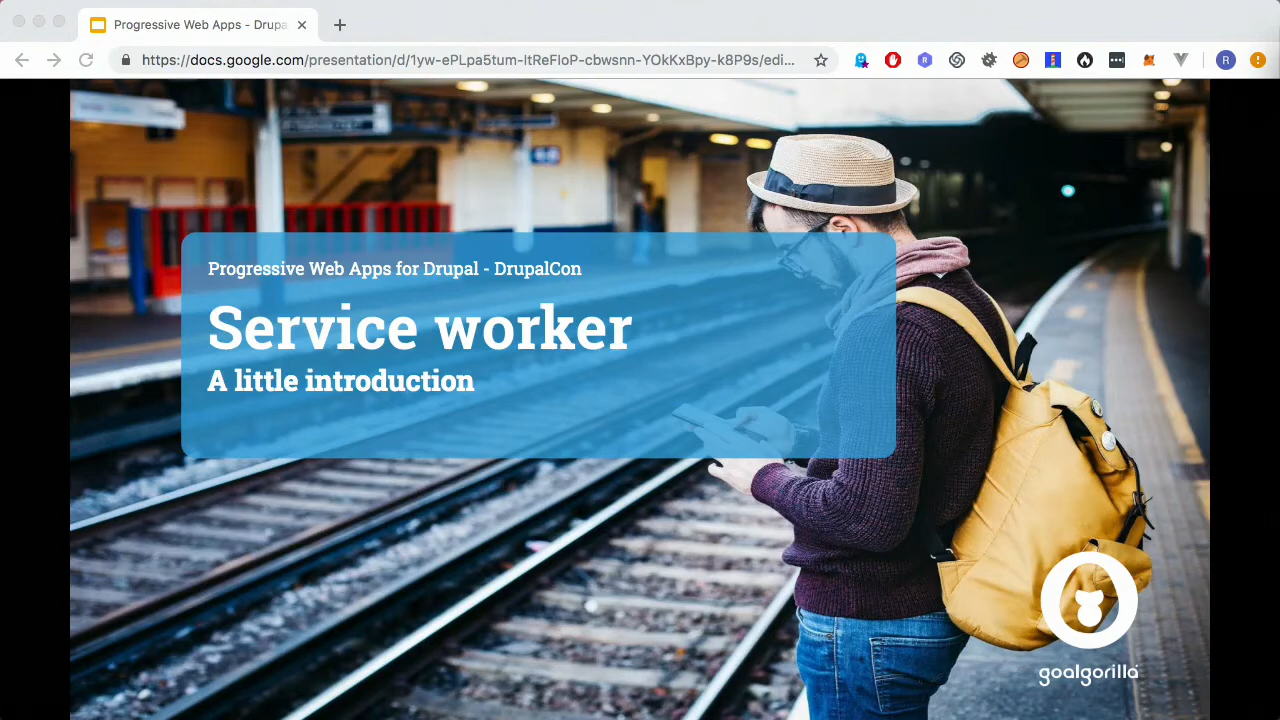 Progressive Web Apps - Drupa
https://docs.google.com/presentation/d/1yw-ePLpa5tum-ItReFIoP-cbwsm-YOkKxBpy-k8P9s/edi...
R
R
Progressive Web Apps for Drupal - DrupalCon
Service worker
A little introduction
goalgorilla